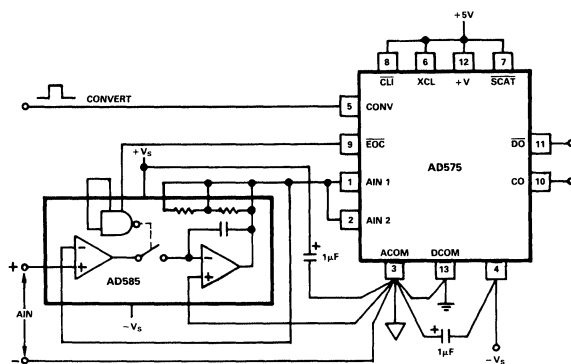 +5V
8 6 12 7
CLI XCL +V SCAT
CONVERT
5 CONV
9 EOC
+VS
AD575
DO 11
1 AIN 1
CO 10
2 AIN 2
+
1μF
ACOM DCOM
3 13 4
-
+
-
+
+
AD585
AIN
-VS
+
1μF
-
-VS